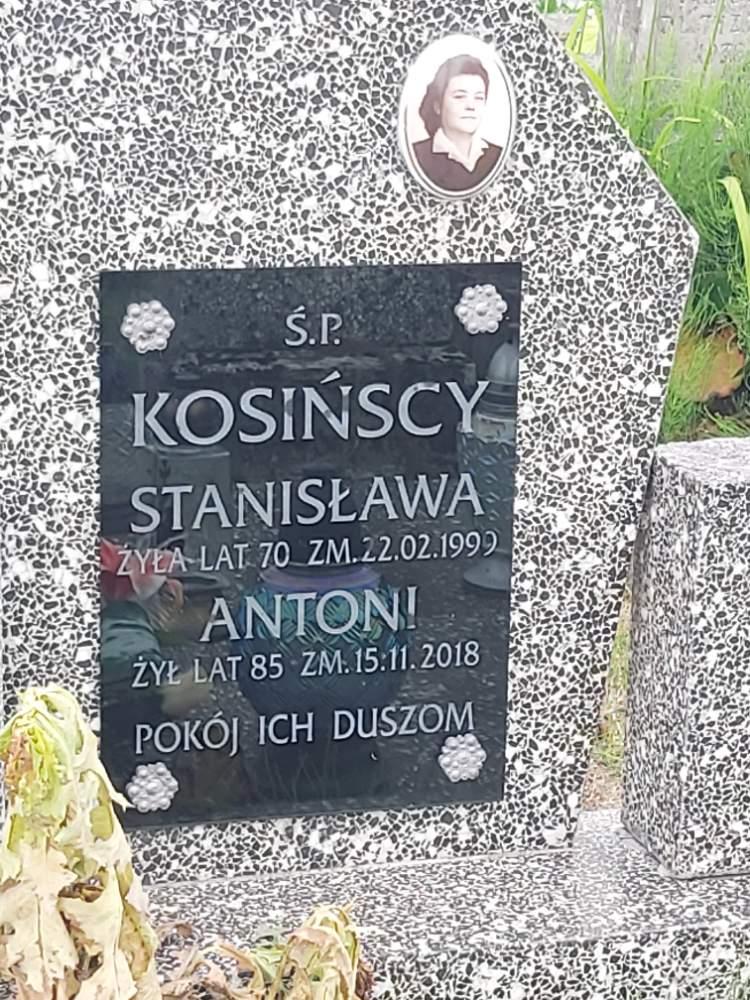 Ś.P.
KOSIŃSCY
STANISŁAWA
ŻYŁA LAT 70 ZM. 22.02.1999
ANTONI
ŻYŁ LAT 85 ZM. 15.11.2018
POKÓJ ICH DUSZOM